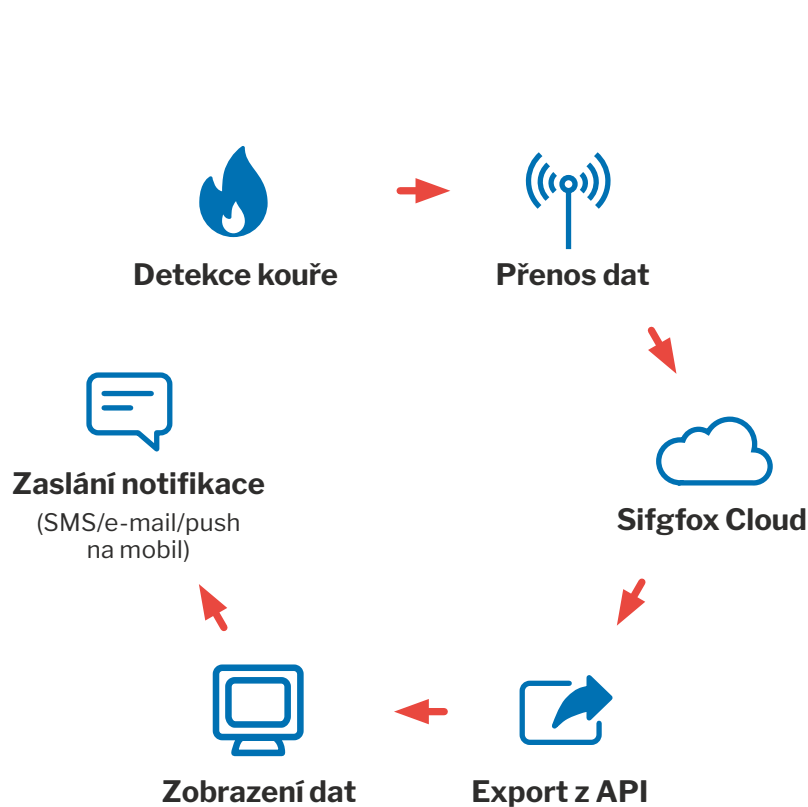 Detekce kouře
Přenos dat
Sifgfox Cloud
Export z API
Zobrazení dat
Zaslání notifikace
(SMS/e-mail/push
na mobil)